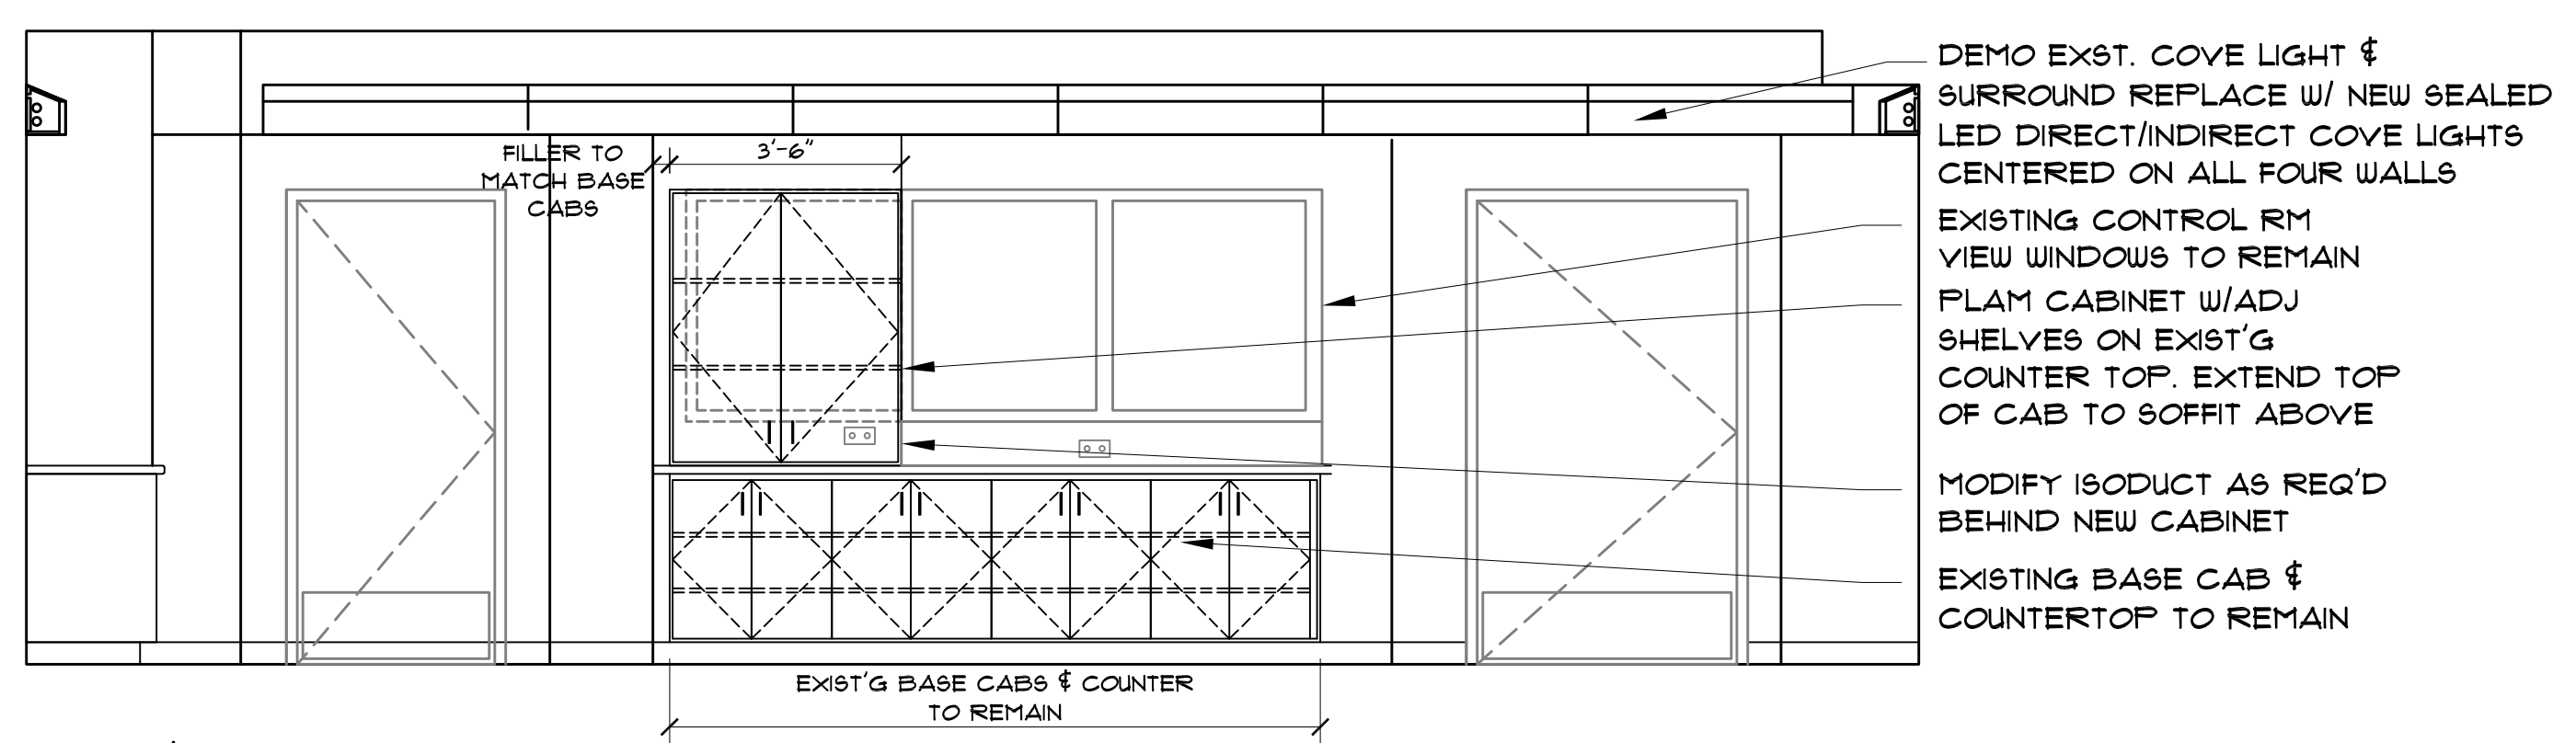 DEMO EXST. COVE LIGHT &
SURROUND REPLACE W/ NEW SEALED
LED DIRECT/INDIRECT COVE LIGHTS
CENTERED ON ALL FOUR WALLS
FILLER TO
MATCH BASE
CABS
3'-6"
EXISTING CONTROL RM
VIEW WINDOWS TO REMAIN
PLAM CABINET W/ADJ
SHELVES ON EXIST'G
COUNTER TOP. EXTEND TOP
OF CAB TO SOFFIT ABOVE
MODIFY ISODUCT AS REQ'D
BEHIND NEW CABINET
EXISTING BASE CAB &
COUNTERTOP TO REMAIN
EXIST'G BASE CABS & COUNTER
TO REMAIN